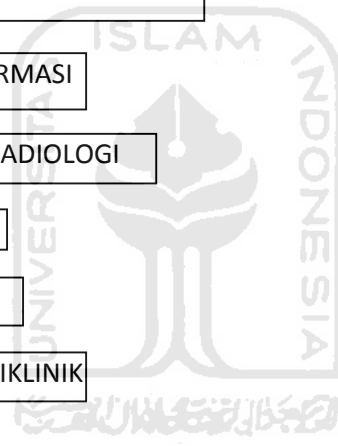 ISLAM
RMASI
ADIOLOGI
IKLINIK
UNIVERSITAS
INDONESIA